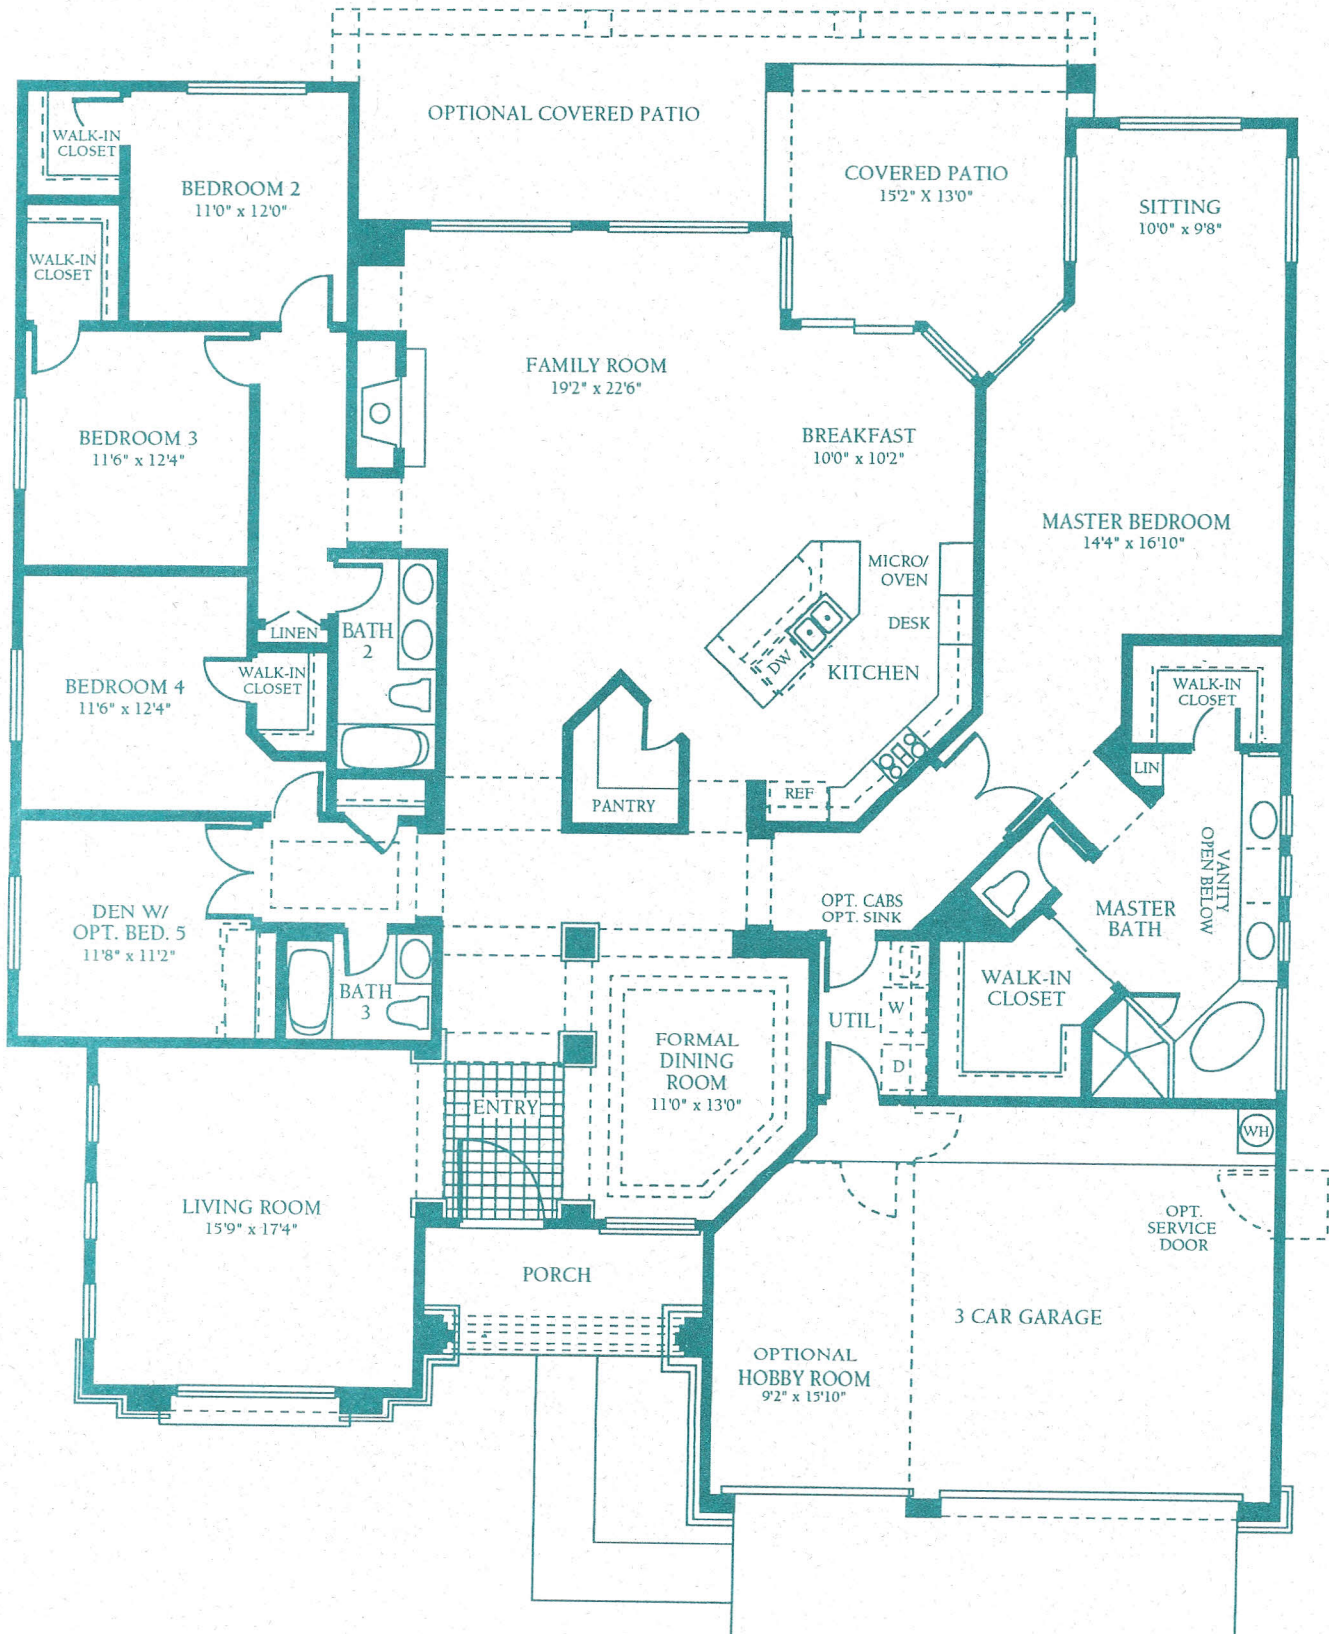 OPTIONAL COVERED PATIO
WALK-IN
CLOSET
BEDROOM 2
11'0" x 12'0"
COVERED PATIO
15'2" X 13'0"
SITTING
10'0" x 9'8"
WALK-IN
CLOSET
FAMILY ROOM
19'2" x 22'6"
BEDROOM 3
11'6" x 12'4"
BREAKFAST
10'0" x 10'2"
MASTER BEDROOM
14'4" x 16'10"
MICRO/
OVEN
DESK
LINEN
BATH
2
DW
KITCHEN
WALK-IN
CLOSET
BEDROOM 4
11'6" x 12'4"
WALK-IN
CLOSET
LIN
PANTRY
REF
VANITY
OPEN BELOW
DEN W/
OPT. BED. 5
11'8" x 11'2"
OPT. CABS
OPT. SINK
MASTER
BATH
BATH
3
WALK-IN
CLOSET
W
UTIL
D
FORMAL
DINING
ROOM
11'0" x 13'0"
ENTRY
WH
LIVING ROOM
15'9" x 17'4"
OPT.
SERVICE
DOOR
PORCH
3 CAR GARAGE
OPTIONAL
HOBBY ROOM
9'2" x 15'10"